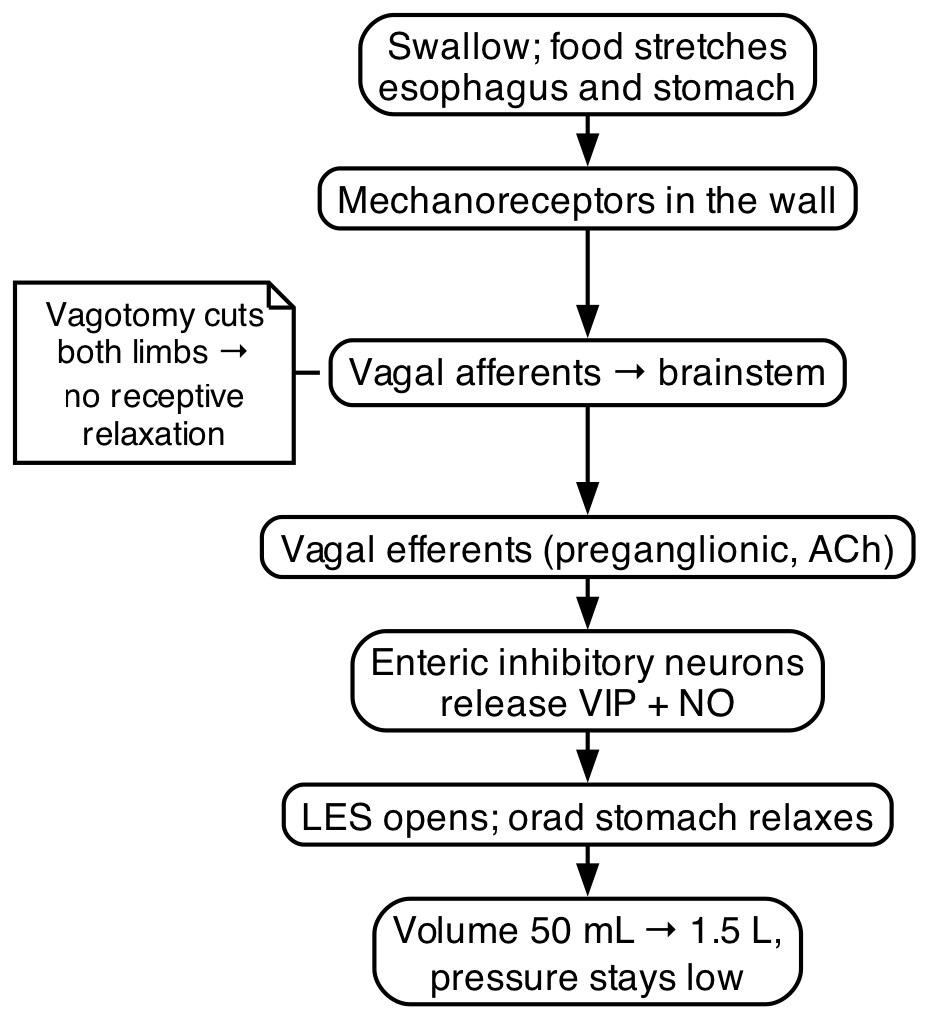 Swallow; food stretches
esophagus and stomach
Mechanoreceptors in the wall
Vagotomy cuts
both limbs →
no receptive
relaxation
Vagal afferents → brainstem
Vagal efferents (preganglionic, ACh)
Enteric inhibitory neurons
release VIP + NO
LES opens; orad stomach relaxes
Volume 50 mL → 1.5 L,
pressure stays low